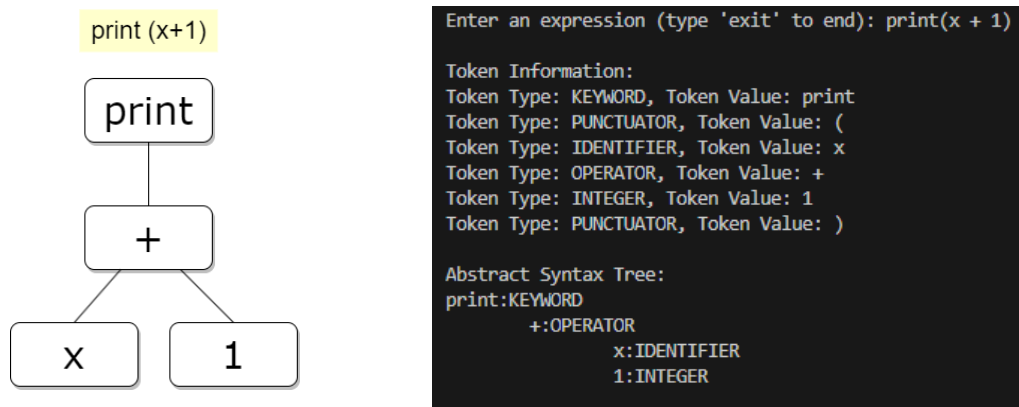 print (x+1)
print
+
x
1
Enter an expression (type 'exit' to end): print(x + 1)
Token Information:
Token Type: KEYWORD, Token Value: print
Token Type: PUNCTUATOR, Token Value: (
Token Type: IDENTIFIER, Token Value: x
Token Type: OPERATOR, Token Value: +
Token Type: INTEGER, Token Value: 1
Token Type: PUNCTUATOR, Token Value: )
Abstract Syntax Tree:
print:KEYWORD
+:OPERATOR
x:IDENTIFIER
1:INTEGER